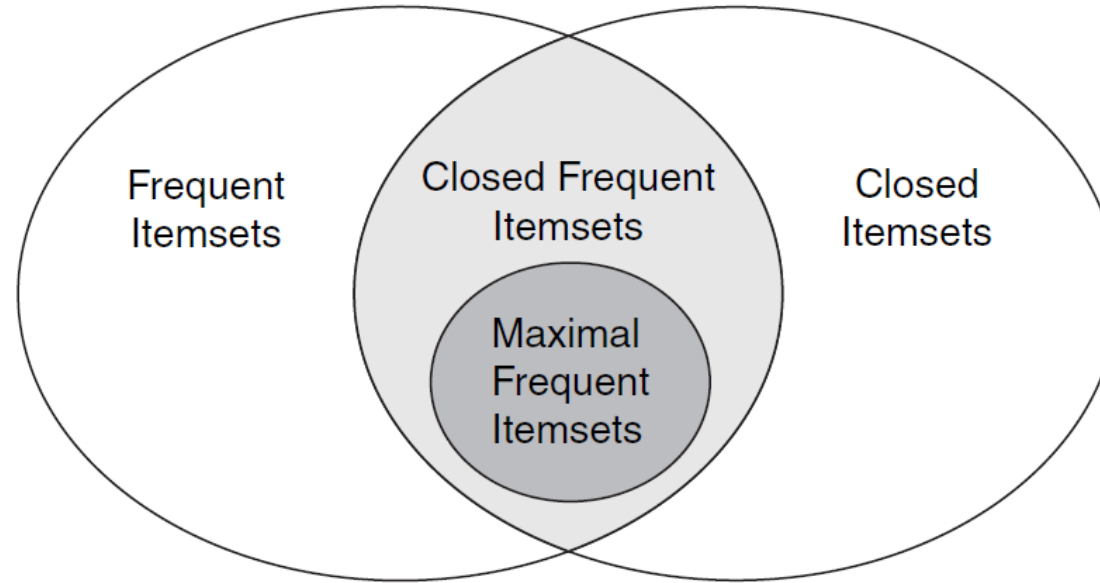 Frequent
Itemsets
Closed Frequent
Itemsets
Closed
Itemsets
Maximal
Frequent
Itemsets